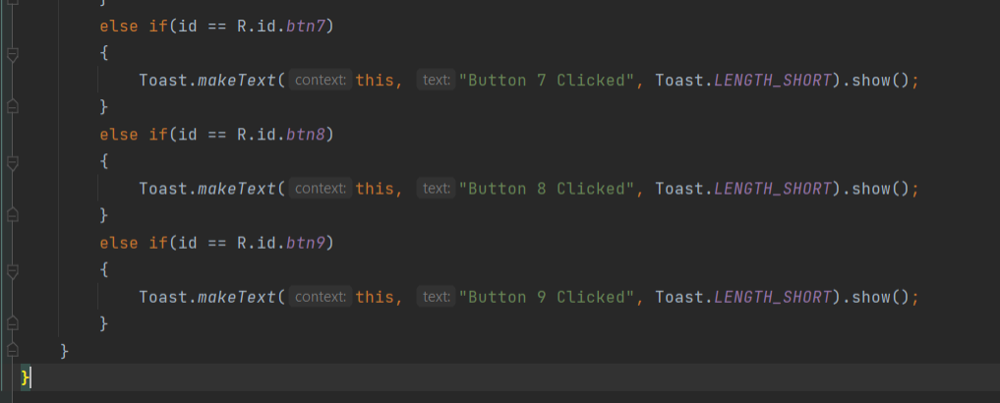 }
else if(id == R.id.btn7)
{
Toast.makeText( context: this, text: "Button 7 Clicked", Toast.LENGTH_SHORT).show();
}
else if(id == R.id.btn8)
{
Toast.makeText( context: this, text: "Button 8 Clicked", Toast.LENGTH_SHORT).show();
}
else if(id == R.id.btn9)
{
Toast.makeText( context: this, text: "Button 9 Clicked", Toast.LENGTH_SHORT).show();
}
}
}